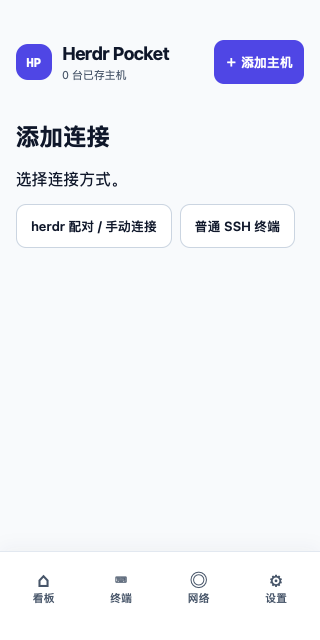 HP
Herdr Pocket
0 台已存主机
+ 添加主机
添加连接
选择连接方式。
herdr 配对 / 手动连接
普通 SSH 终端
看板
终端
网络
设置